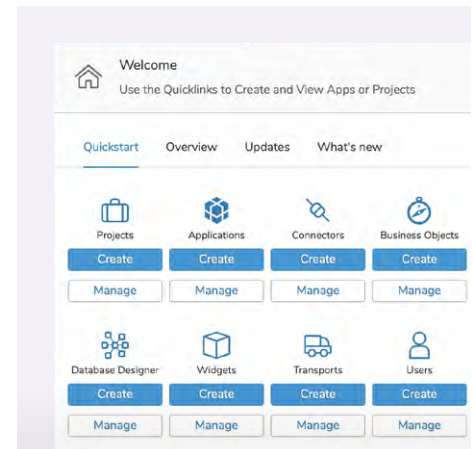 Welcome
Use the Quicklinks to Create and View Apps or Projects
Quickstart Overview Updates What's new
Projects Applications Connectors Business Objects
Create Create Create Create
Manage Manage Manage Manage
Database Designer Widgets Transports Users
Create Create Create Create
Manage Manage Manage Manage